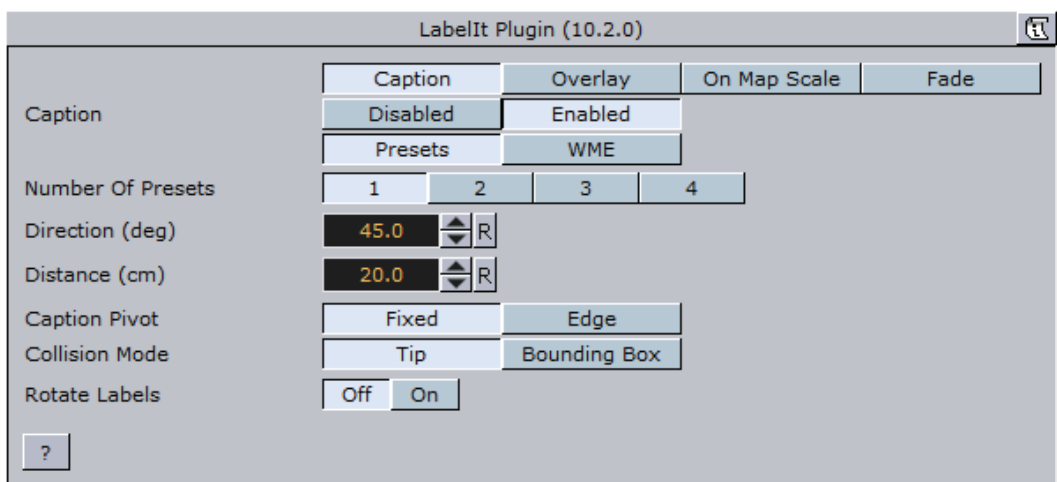 LabelIt Plugin (10.2.0)
Caption Overlay On Map Scale Fade
Caption Disabled Enabled
Presets WME
Number Of Presets 1 2 3 4
Direction (deg) 45.0 R
Distance (cm) 20.0 R
Caption Pivot Fixed Edge
Collision Mode Tip Bounding Box
Rotate Labels Off On
?